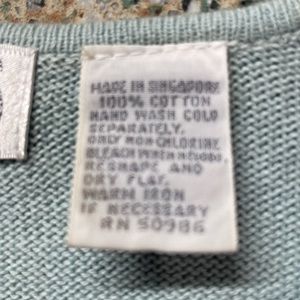 MADE IN SINGAPORE
100% COTTON
HAND WASH COLD
SEPARATELY.
ONLY NON-CHLORINE
BLEACH WHEN NEEDED.
RESHAPE AND
DRY FLAT.
WARM IRON
IF NECESSARY
RN 50986